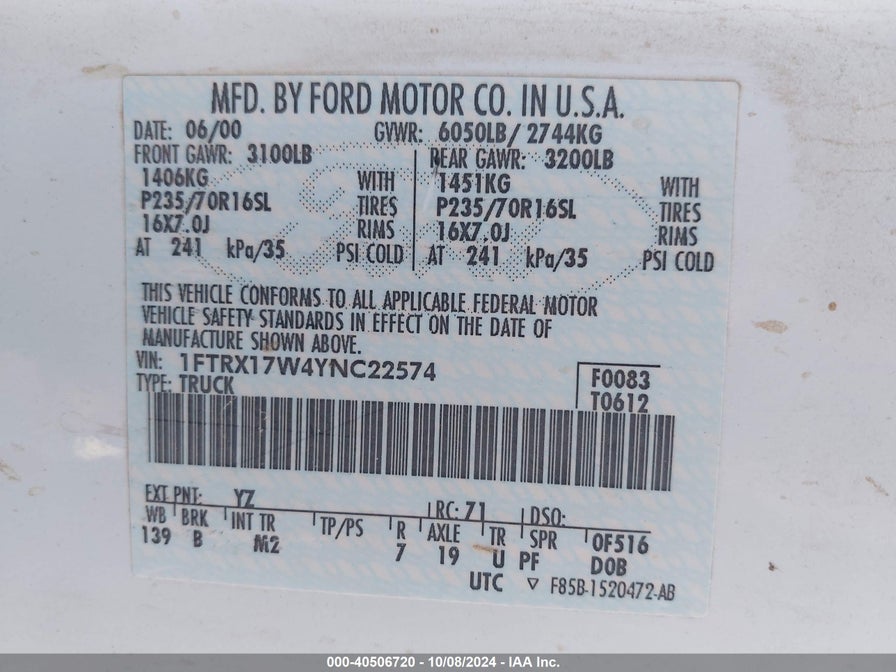 MFD. BY FORD MOTOR CO. IN U.S.A.
DATE: 06/00 GVWR: 6050LB/ 2744KG
FRONT GAWR: 3100LB REAR GAWR: 3200LB
1406KG WITH 1451KG WITH
P235/70R16SL TIRES P235/70R16SL TIRES
16X7.0J RIMS 16X7.0J RIMS
AT 241 kPa/35 PSI COLD AT 241 kPa/35 PSI COLD
THIS VEHICLE CONFORMS TO ALL APPLICABLE FEDERAL MOTOR
VEHICLE SAFETY STANDARDS IN EFFECT ON THE DATE OF
MANUFACTURE SHOWN ABOVE.
VIN: 1FTRX17W4YNC22574 F0083
TYPE: TRUCK T0612
EXT PNT: YZ RC: 71 DSO:
WB BRK INT TR TP/PS R AXLE TR SPR 0F516
139 B M2 7 19 U PF DOB
UTC ▽ F85B-1520472-AB
000-40506720 - 10/08/2024 - IAA Inc.